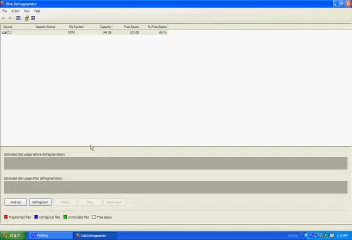 Disk Defragmenter
File Action View Help
Volume Session Status File System Capacity Free Space % Free Space
(C:) NTFS
Estimated disk usage before defragmentation:
Estimated disk usage after defragmentation:
Analyze Defragment Pause Stop View Report
Fragmented files Contiguous files Unmovable files Free space
start Disk Defragmenter